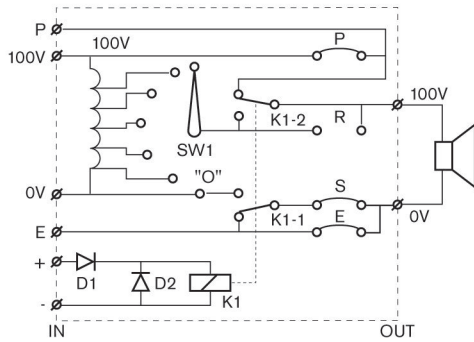 P
P
100V
100V
100V
SW1
K1-2
R
0V
"O"
S
0V
K1-1
E
E
+
D1
D2
K1
-
IN
OUT